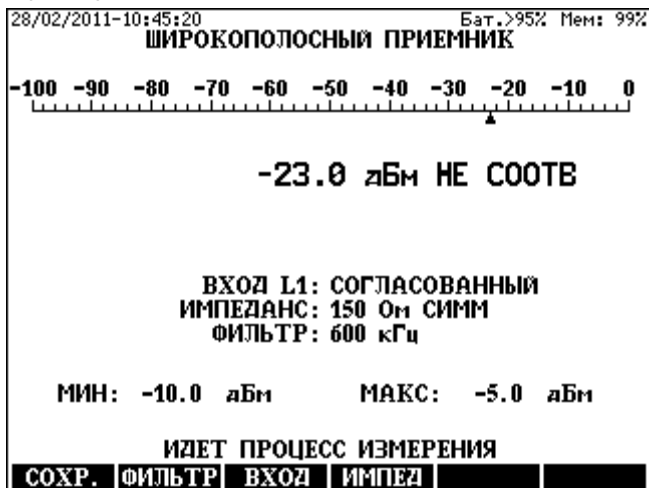 28/02/2011-10:45:20 Бат.>95% Мем: 99%
ШИРОКОПОЛОСНЫЙ ПРИЕМНИК
-100 -90 -80 -70 -60 -50 -40 -30 -20 -10 0
-23.0 дБм НЕ СООТВ
ВХОД L1: СОГЛАСОВАННЫЙ
ИМПЕДАНС: 150 Ом СИММ
ФИЛЬТР: 600 кГц
МИН: -10.0 дБм МАКС: -5.0 дБм
ИДЕТ ПРОЦЕСС ИЗМЕРЕНИЯ
СОХР. ФИЛЬТР ВХОД ИМПЕД